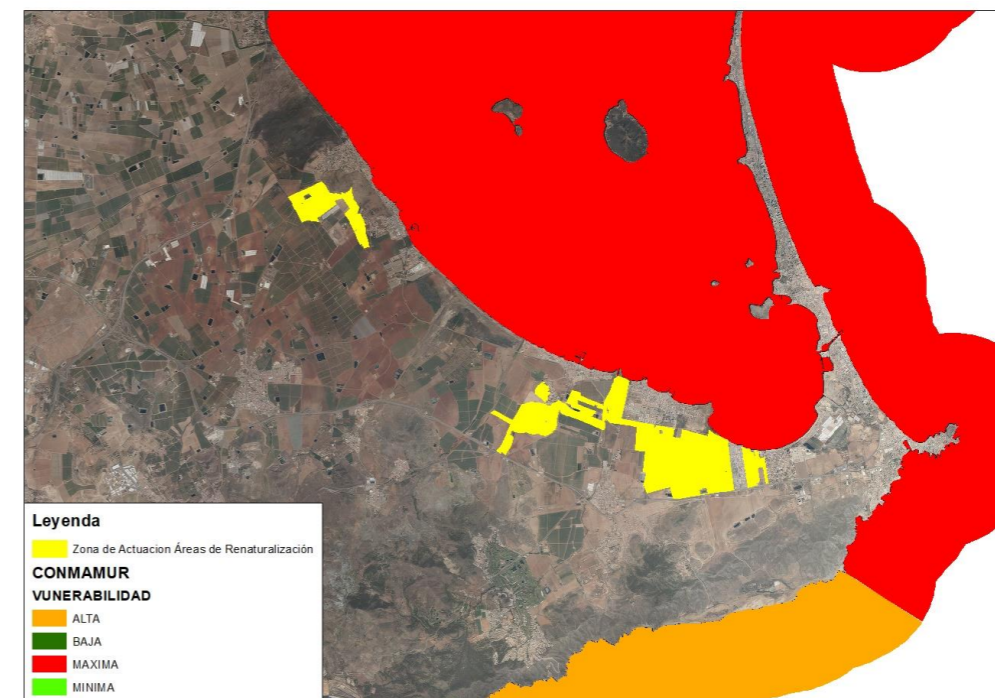 Leyenda
Zona de Actuacion Áreas de Renaturalización
CONMAMUR
VUNERABILIDAD
ALTA
BAJA
MAXIMA
MINIMA